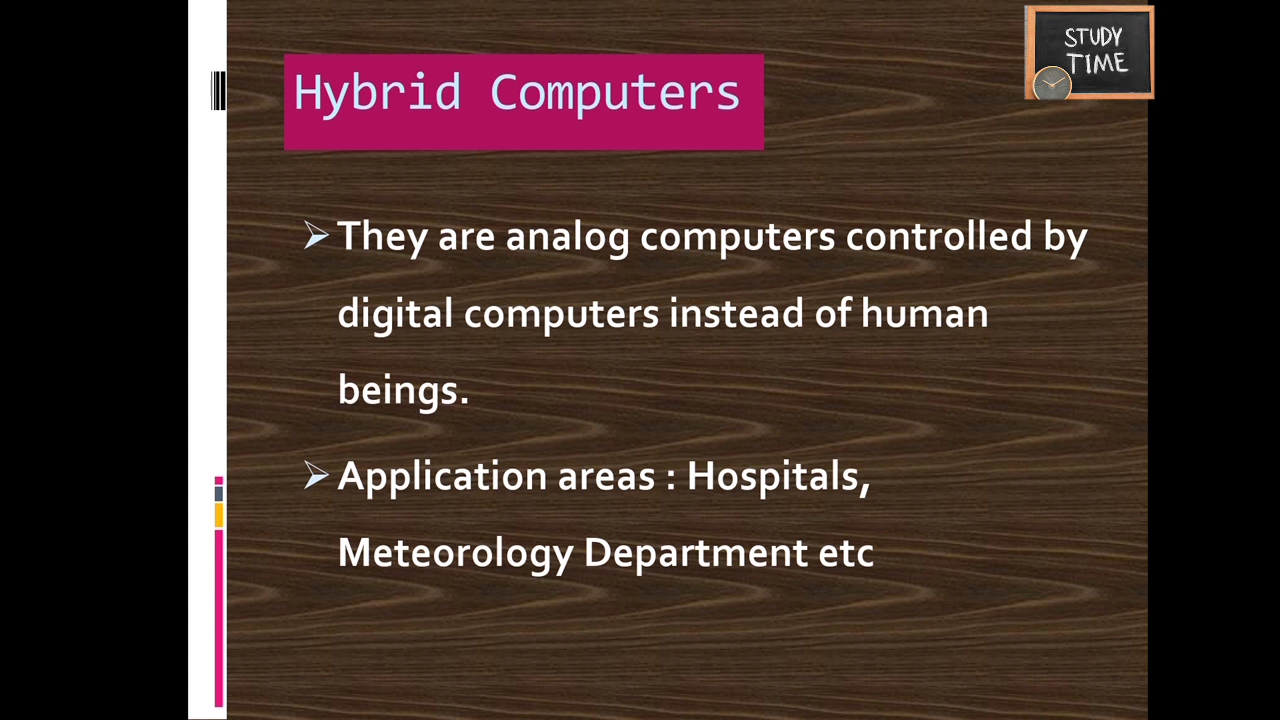 STUDY
TIME
Hybrid Computers
They are analog computers controlled by
digital computers instead of human
beings.
Application areas : Hospitals,
Meteorology Department etc